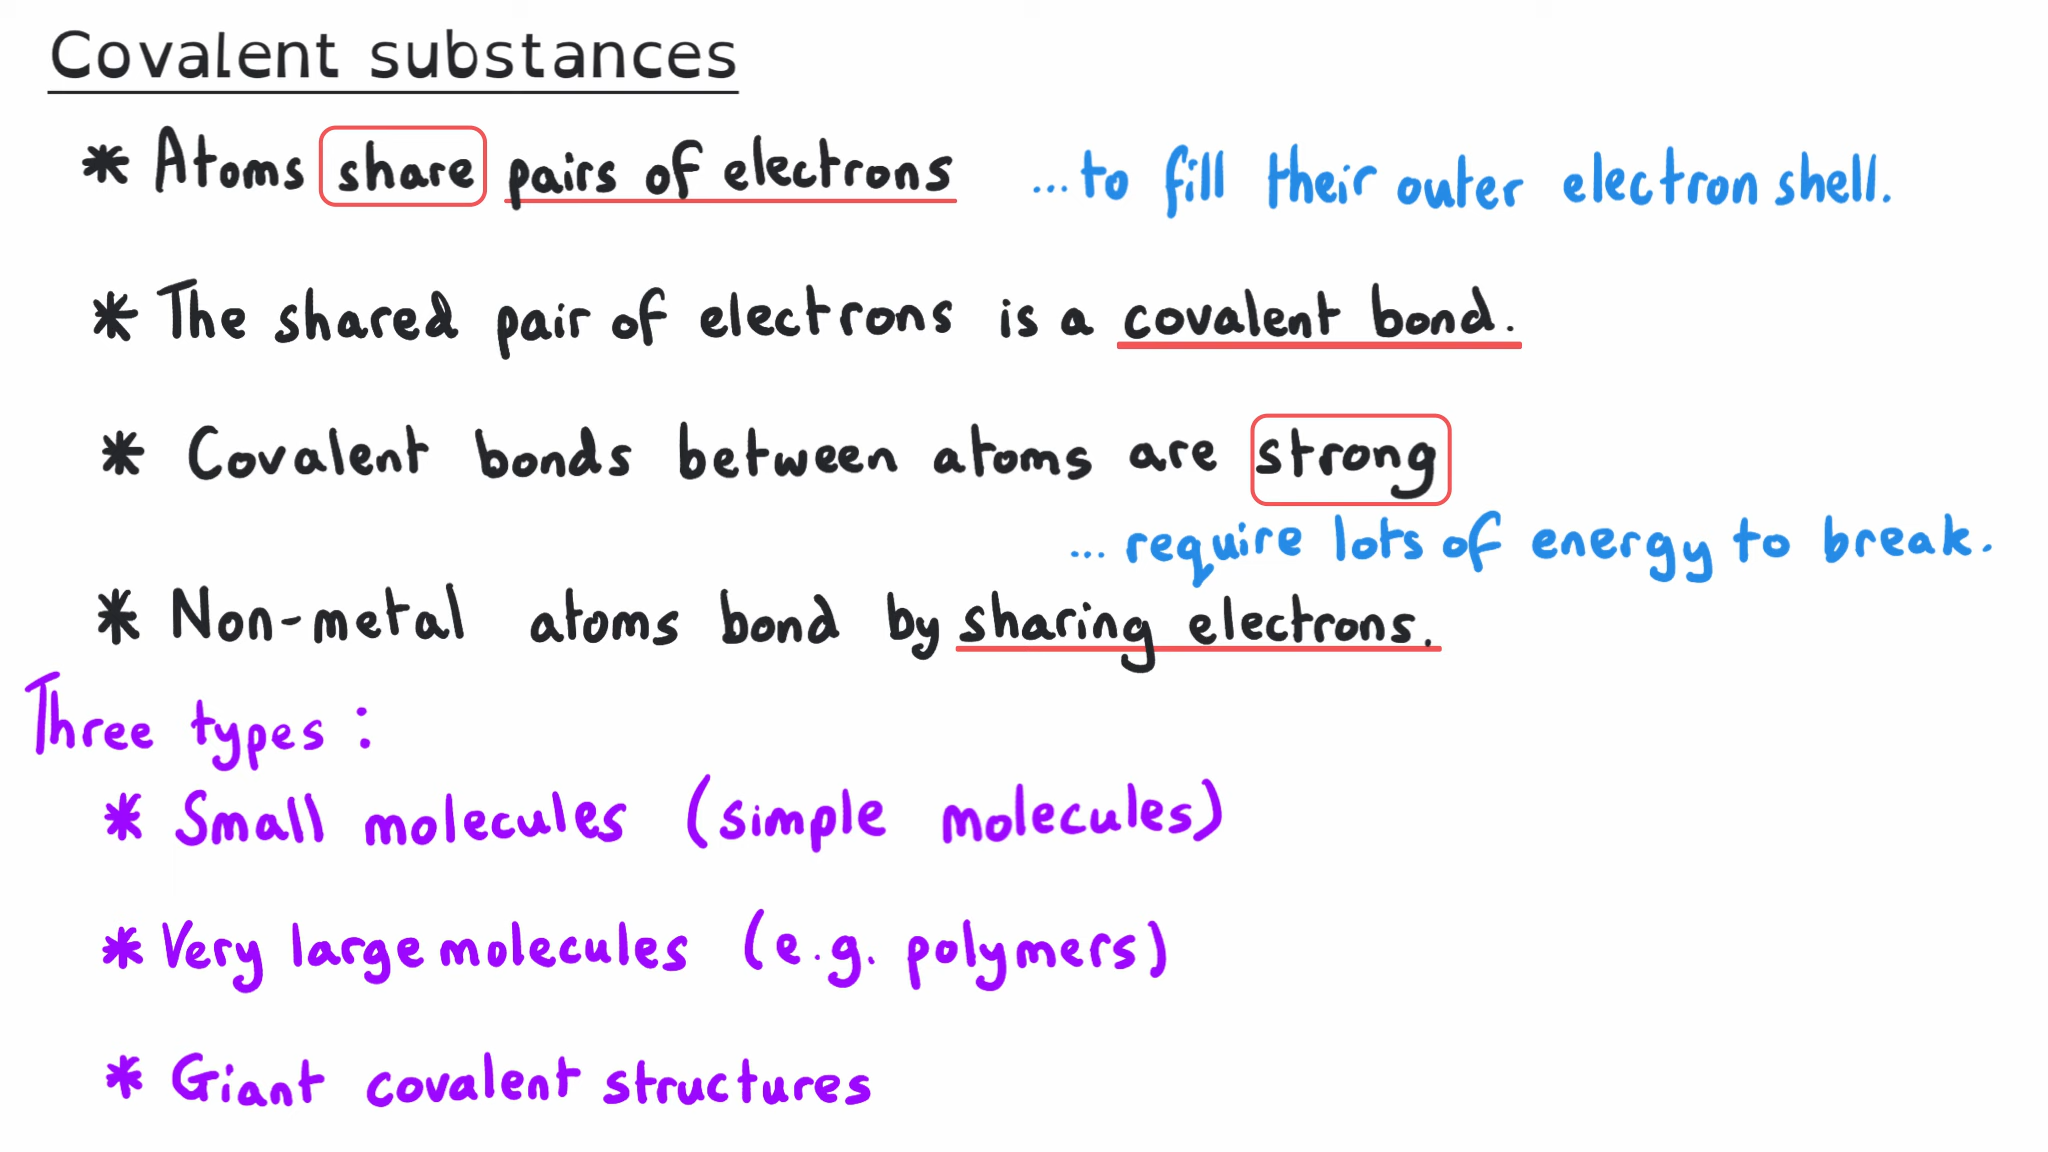 Covalent substances
* Atoms share pairs of electrons ...to fill their outer electron shell.
* The shared pair of electrons is a covalent bond.
* Covalent bonds between atoms are strong
... require lots of energy to break.
* Non-metal atoms bond by sharing electrons.
Three types :
* Small molecules (simple molecules)
* Very large molecules (e.g. polymers)
* Giant covalent structures